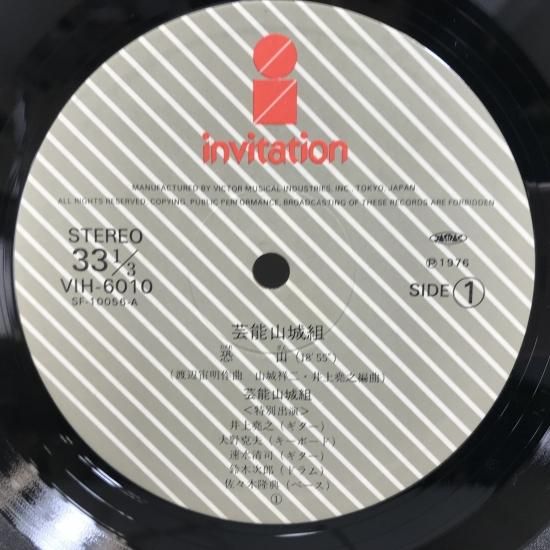 invitation
MANUFACTURED BY VICTOR MUSICAL INDUSTRIES, INC., TOKYO, JAPAN
ALL RIGHTS RESERVED, COPYING, PUBLIC PERFORMANCE, BROADCASTING OF THESE RECORDS ARE FORBIDDEN
STEREO
33 1/3
VIH-6010
SF-10056-A
JASRAC
Ⓟ1976
SIDE ①
芸能山城組
恐山 (18'55")
(渡辺宙明作曲 山城祥二・井上堯之編曲)
芸能山城組
<特別出演>
井上堯之(ギター)
大野克夫(キーボード)
速水清司(ギター)
鈴木次郎(ドラム)
佐々木隆典(ベース)
①